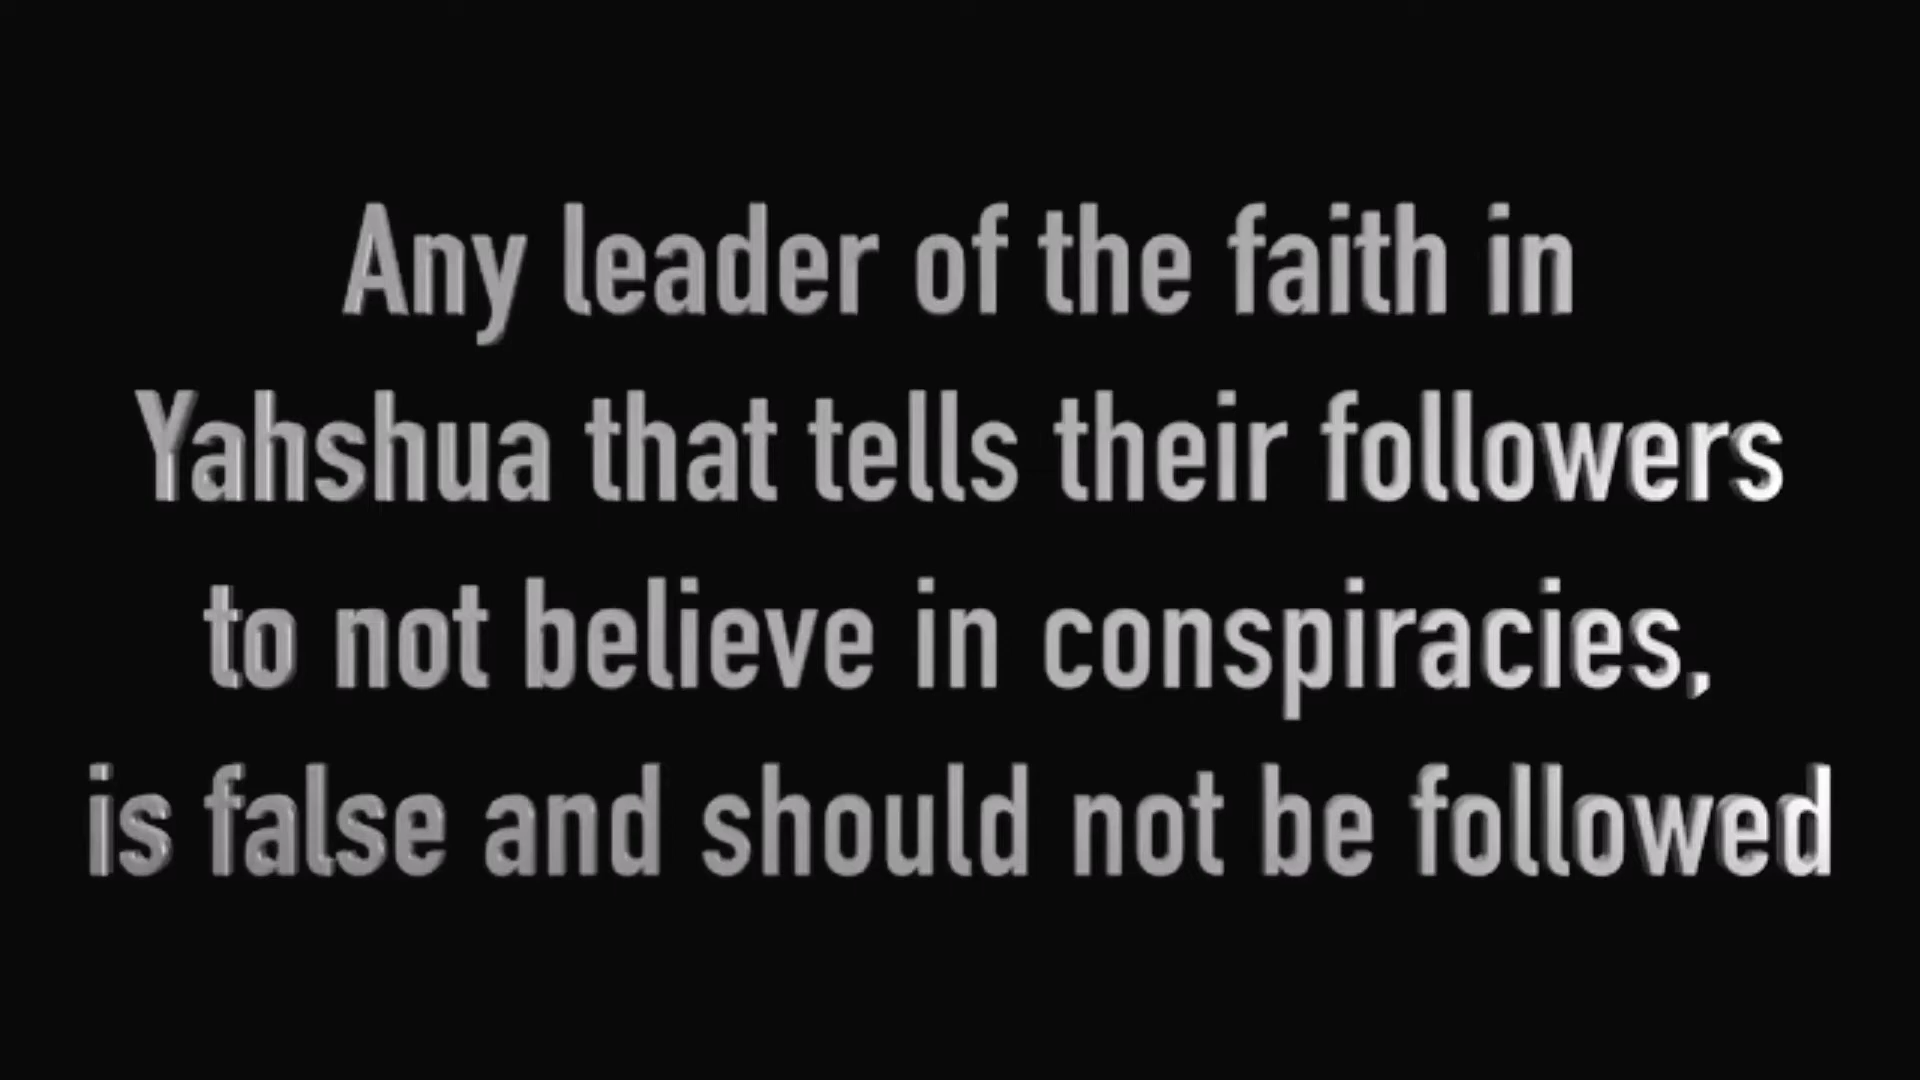 Any leader of the faith in
Yahshua that tells their followers
to not believe in conspiracies,
is false and should not be followed